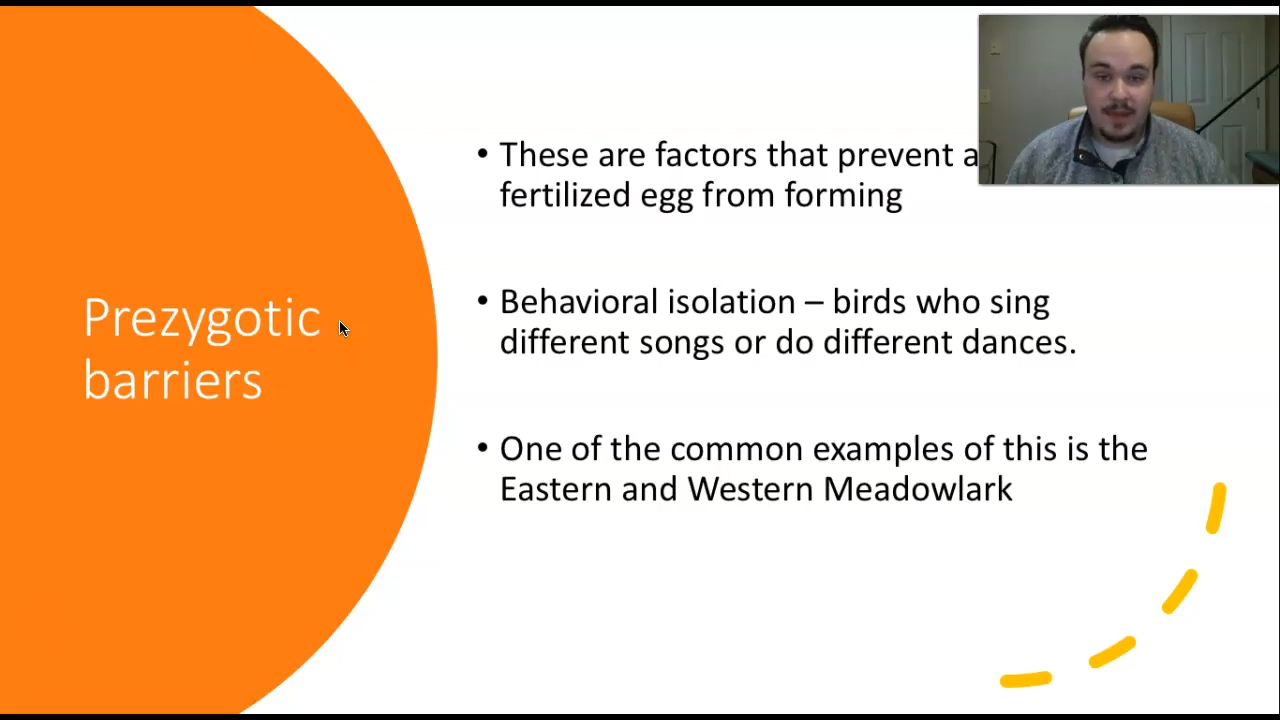 Prezygotic
barriers
• These are factors that prevent a
fertilized egg from forming
• Behavioral isolation – birds who sing
different songs or do different dances.
• One of the common examples of this is the
Eastern and Western Meadowlark